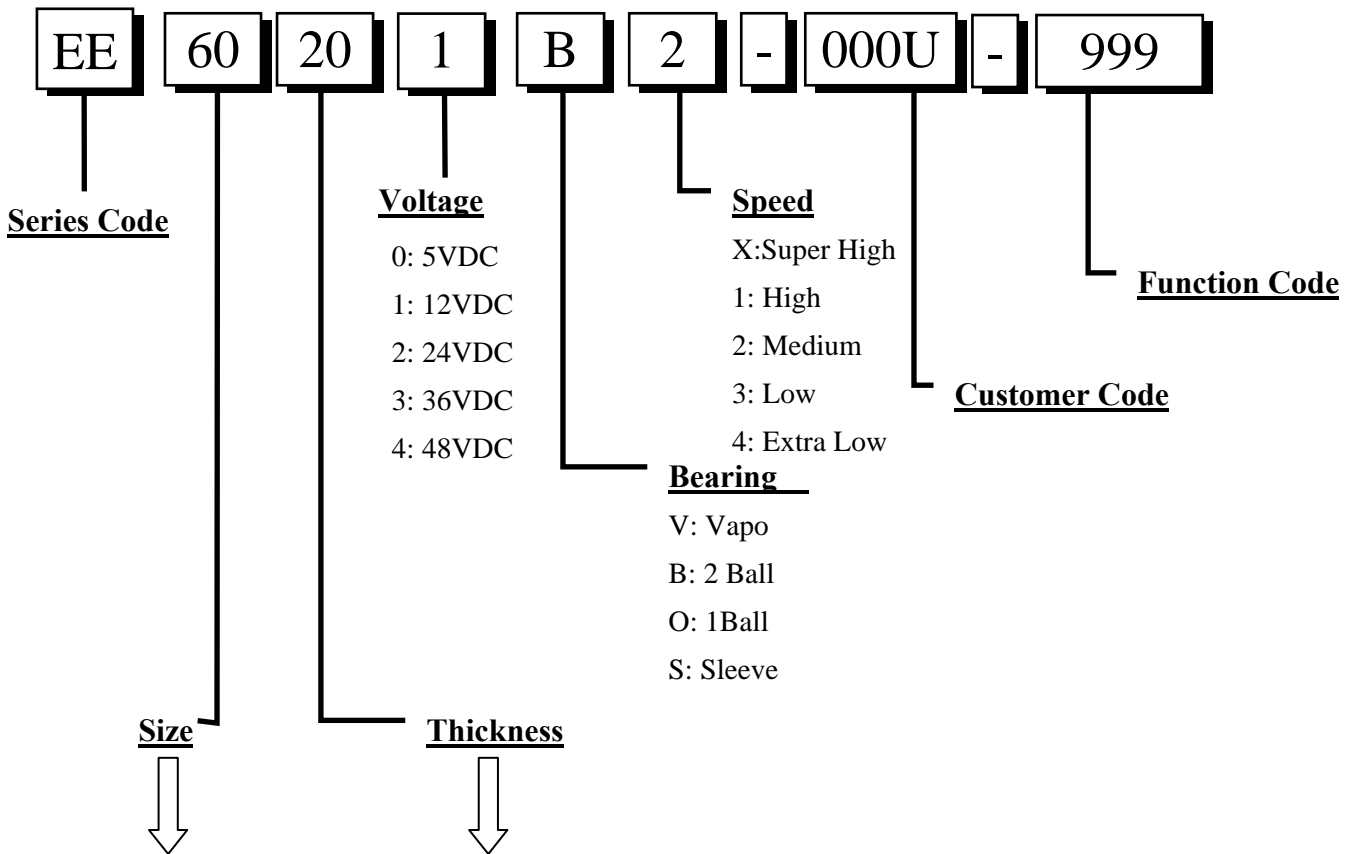 EE 60 20 1 B 2 - 000U - 999
Series Code
Voltage
0: 5VDC
1: 12VDC
2: 24VDC
3: 36VDC
4: 48VDC
Speed
X:Super High
1: High
2: Medium
3: Low
4: Extra Low
Function Code
Customer Code
Bearing
V: Vapo
B: 2 Ball
O: 1Ball
S: Sleeve
Size
Thickness